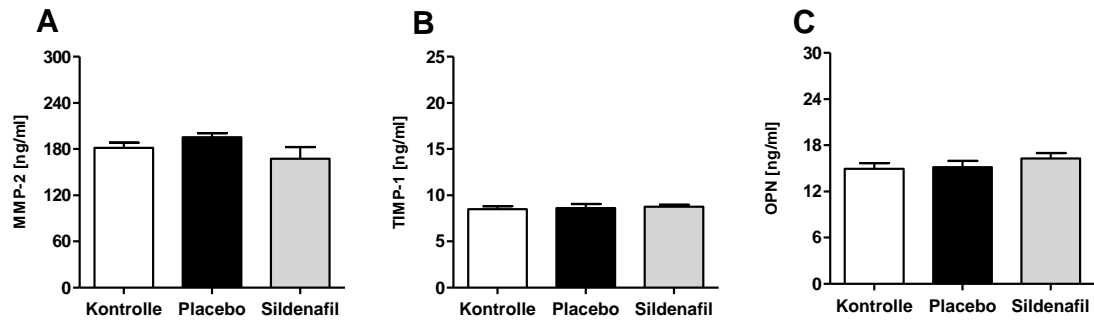 A
MMP-2 [ng/ml]
300
240
180
120
60
0
Kontrolle Placebo Sildenafil
B
TIMP-1 [ng/ml]
25
20
15
10
5
0
Kontrolle Placebo Sildenafil
C
OPN [ng/ml]
30
24
18
12
6
0
Kontrolle Placebo Sildenafil